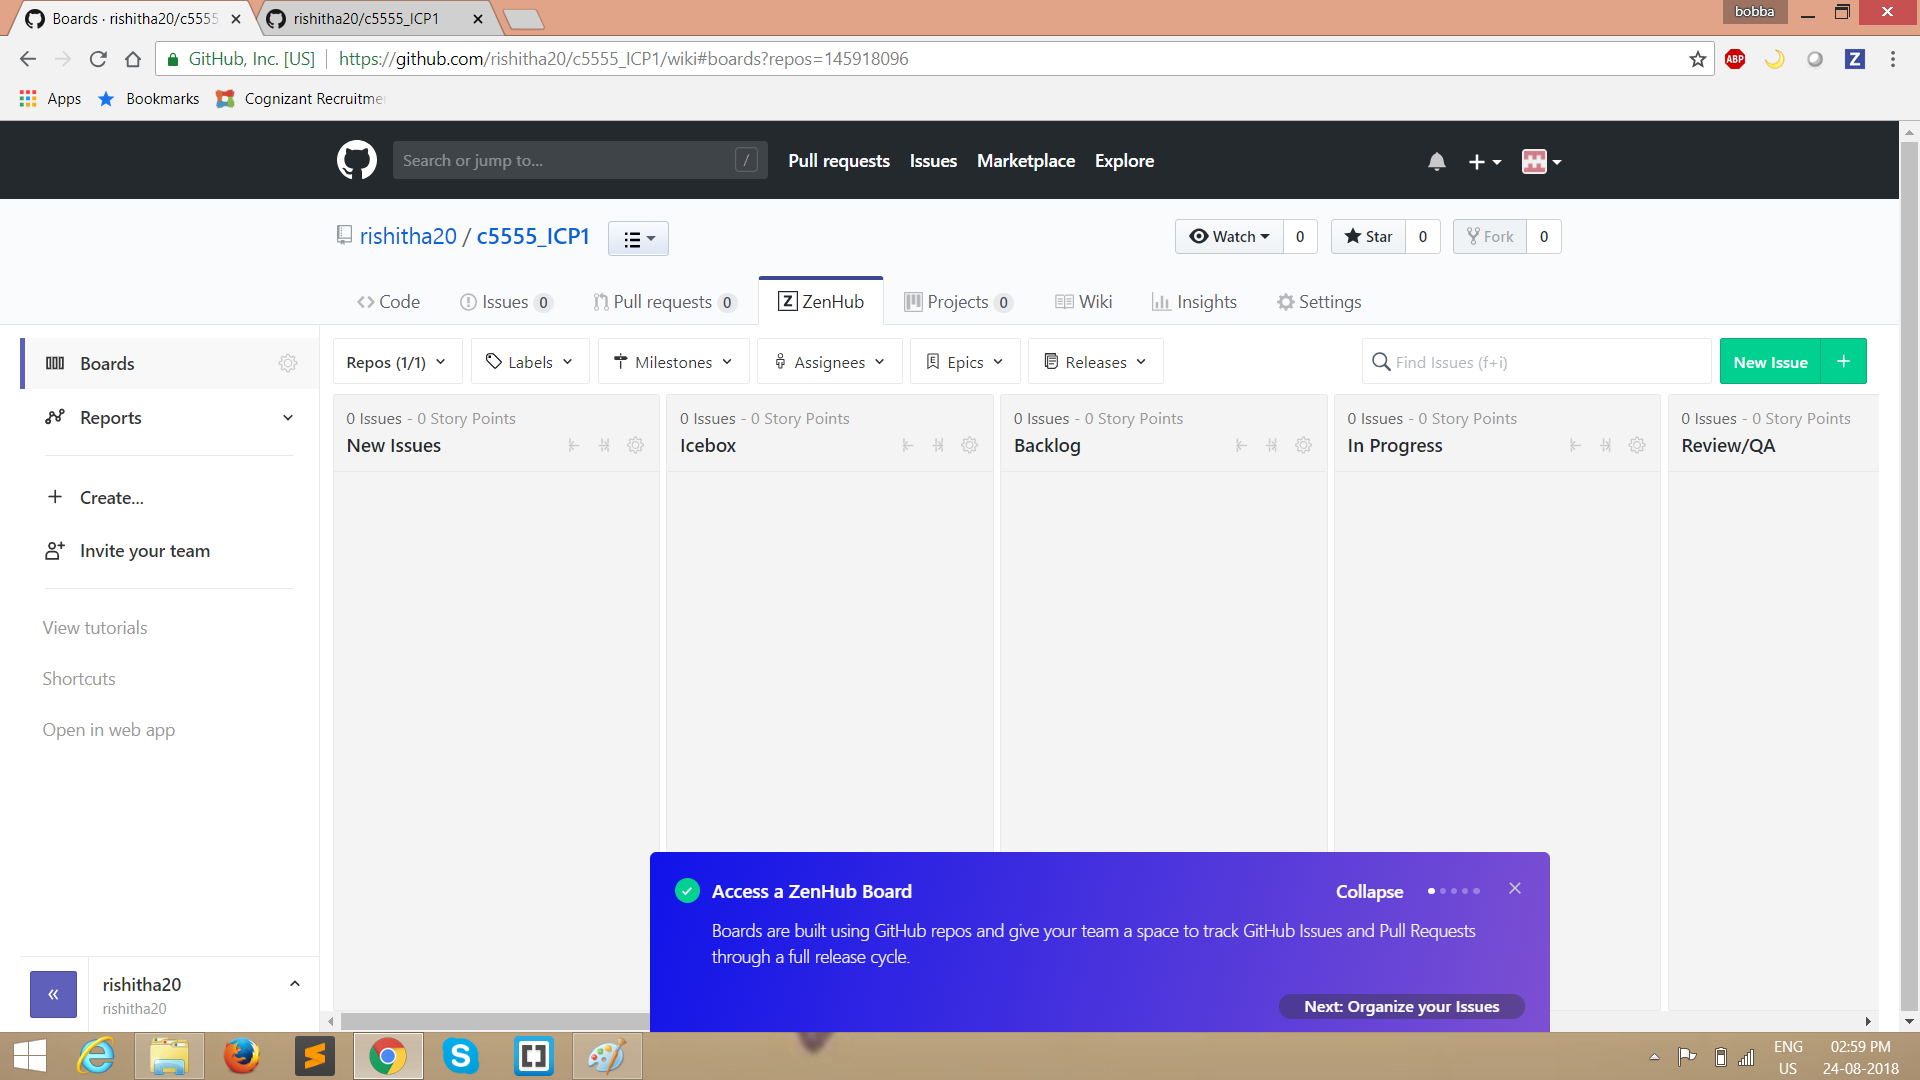 Boards · rishitha20/c5555
rishitha20/c5555_ICP1
bobba
GitHub, Inc. [US]
https://github.com/rishitha20/c5555_ICP1/wiki#boards?repos=145918096
ABP
Z
Apps
Bookmarks
Cognizant Recruitme
Search or jump to...
/
Pull requests
Issues
Marketplace
Explore
rishitha20 / c5555_ICP1
Watch 0
Star 0
Fork 0
Code
Issues 0
Pull requests 0
Z ZenHub
Projects 0
Wiki
Insights
Settings
Boards
Reports
Create...
Invite your team
View tutorials
Shortcuts
Open in web app
rishitha20
rishitha20
Repos (1/1)
Labels
Milestones
Assignees
Epics
Releases
Find Issues (f+i)
New Issue +
0 Issues - 0 Story Points
New Issues
0 Issues - 0 Story Points
Icebox
0 Issues - 0 Story Points
Backlog
0 Issues - 0 Story Points
In Progress
0 Issues - 0 Story Points
Review/QA
Access a ZenHub Board
Collapse
Boards are built using GitHub repos and give your team a space to track GitHub Issues and Pull Requests
through a full release cycle.
Next: Organize your Issues
ENG
US
02:59 PM
24-08-2018